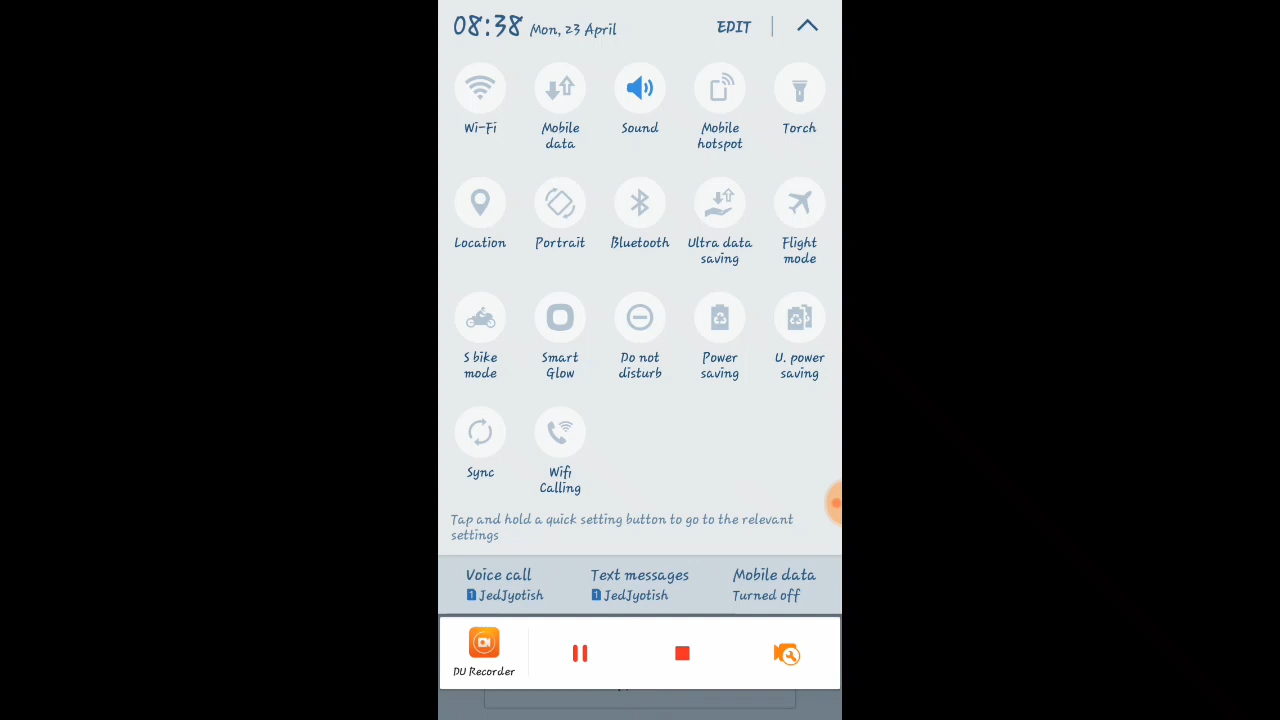 08:38 Mon, 23 April EDIT
Wi-Fi Mobile data Sound Mobile hotspot Torch
Location Portrait Bluetooth Ultra data saving Flight mode
S bike mode Smart Glow Do not disturb Power saving U. power saving
Sync Wifi Calling
Tap and hold a quick setting button to go to the relevant
settings
Voice call Text messages Mobile data
1 JedJyotish 1 JedJyotish Turned off
DU Recorder